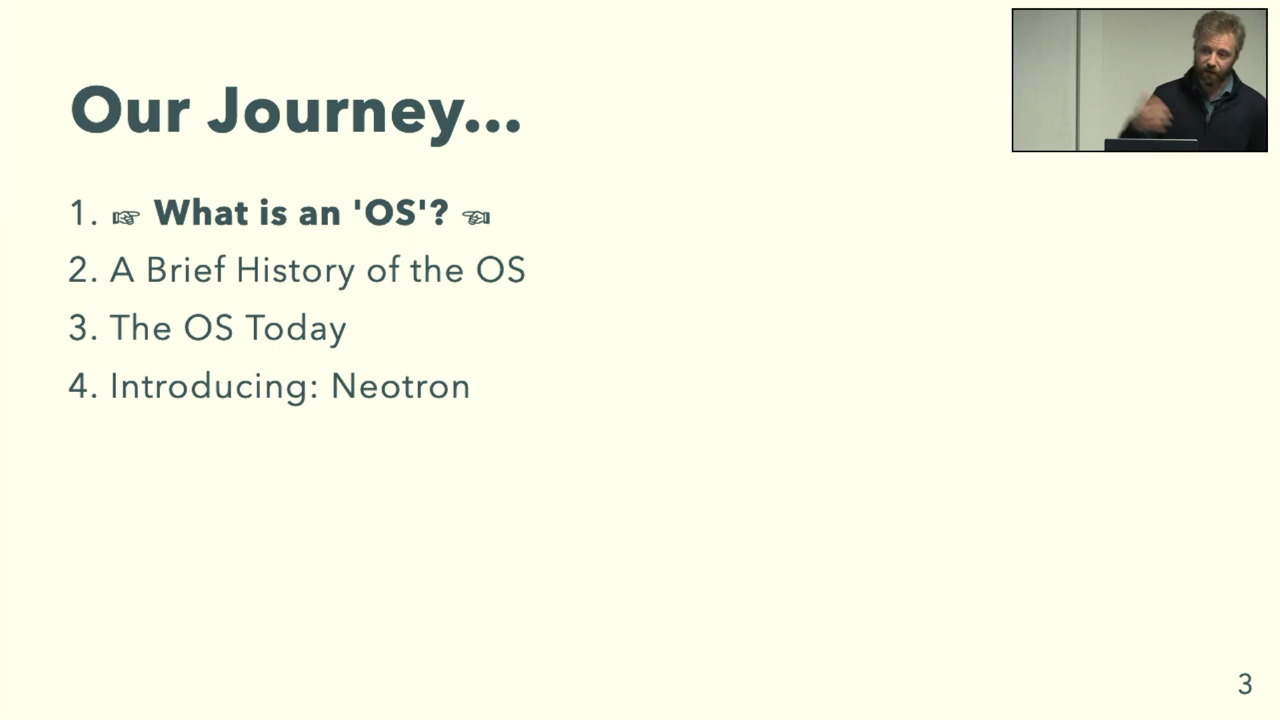 Our Journey...
1. ☞ What is an 'OS'? ☜
2. A Brief History of the OS
3. The OS Today
4. Introducing: Neotron
3